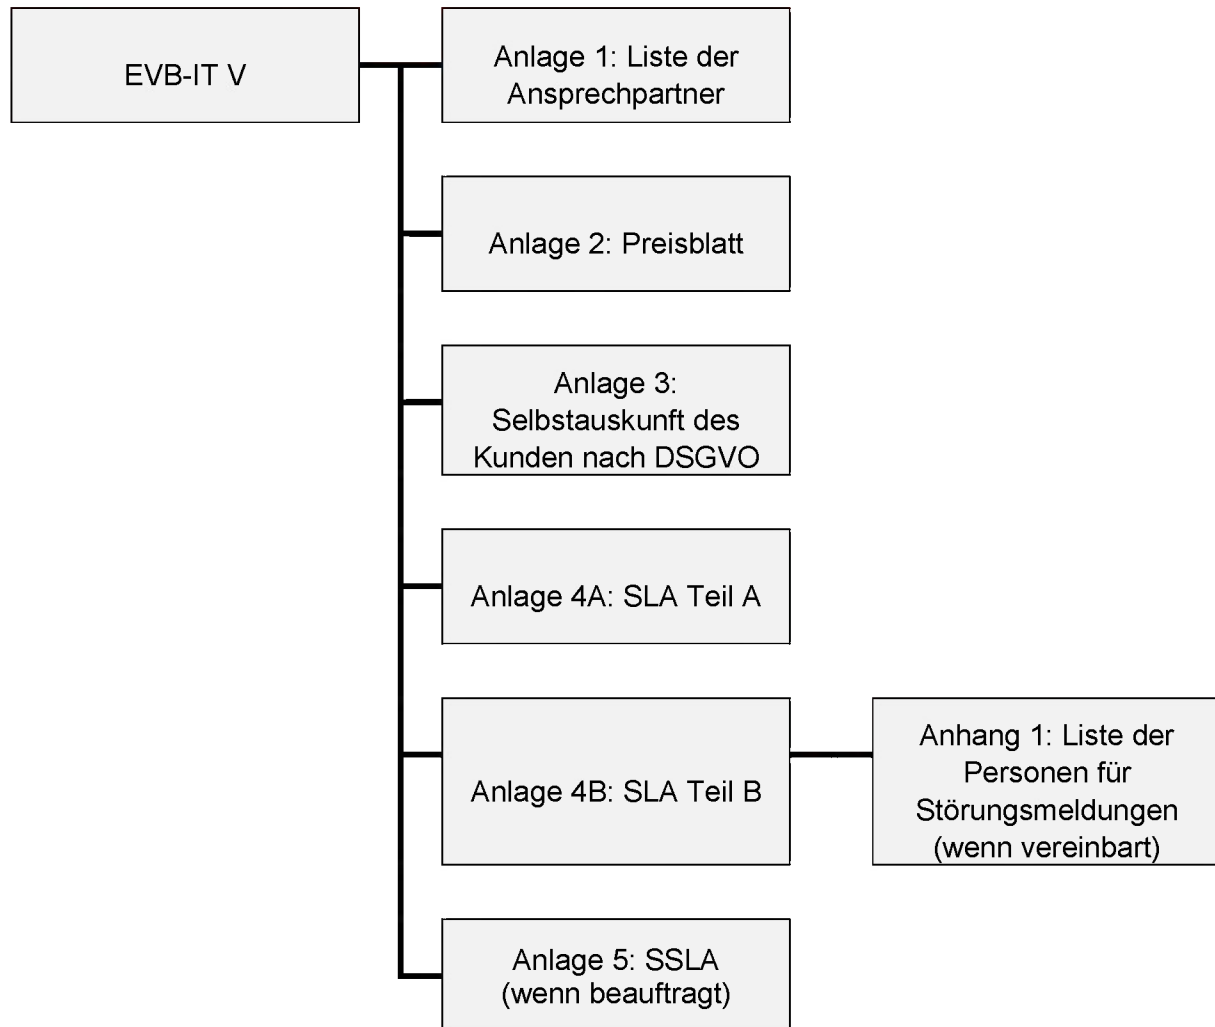 EVB-IT V
Anlage 1: Liste der
Ansprechpartner
Anlage 2: Preisblatt
Anlage 3:
Selbstauskunft des
Kunden nach DSGVO
Anlage 4A: SLA Teil A
Anlage 4B: SLA Teil B
Anhang 1: Liste der
Personen für
Störungsmeldungen
(wenn vereinbart)
Anlage 5: SSLA
(wenn beauftragt)